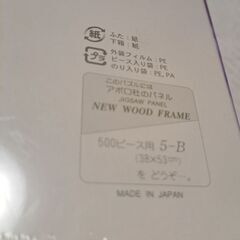 紙
ふた：紙
下箱：紙
プラ
外装フィルム：PE
ピース入り袋：PE
のり入り袋：PE, PA
このパズルには
アポロ社のパネル
JIGSAW PANEL
NEW WOOD FRAME
500ピース用 5-B
(38×53cm)
を どうぞー。
MADE IN JAPAN